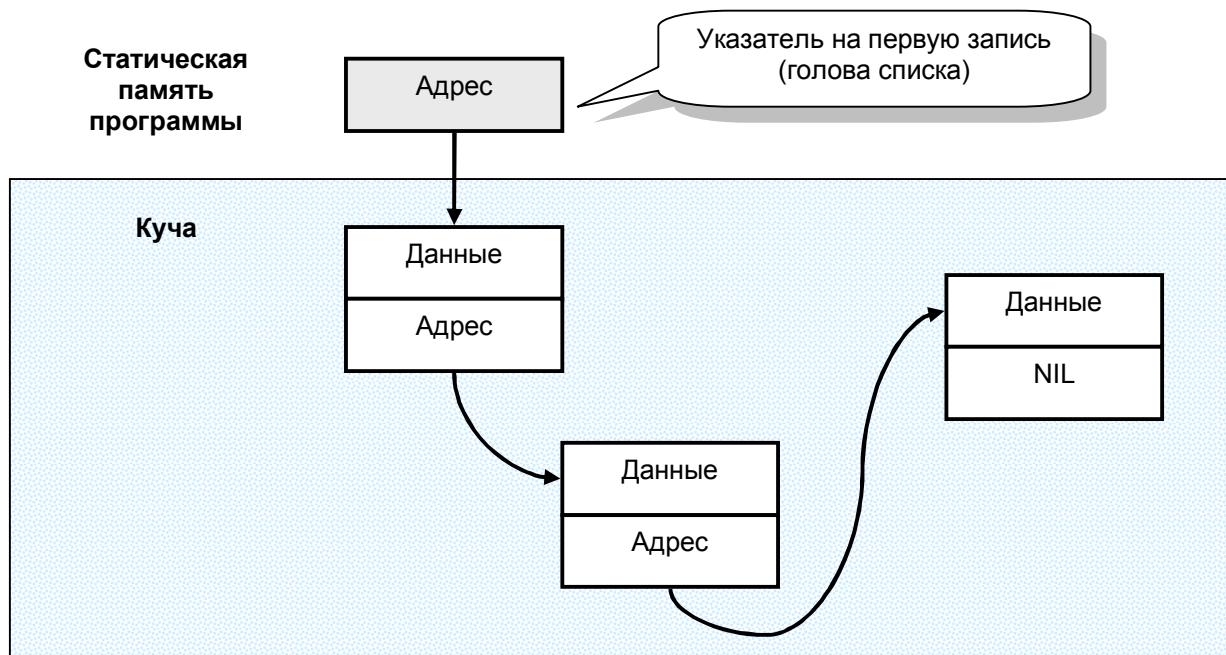 Статическая
память
программы
Адрес
Указатель на первую запись
(голова списка)
Куча
Данные
Адрес
Данные
NIL
Данные
Адрес